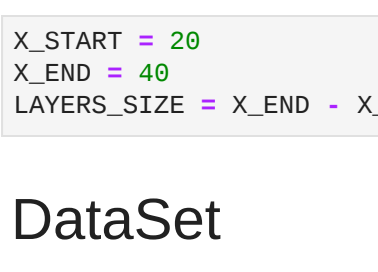 X_START = 20
X_END = 40
LAYERS_SIZE = X_END - X_
DataSet